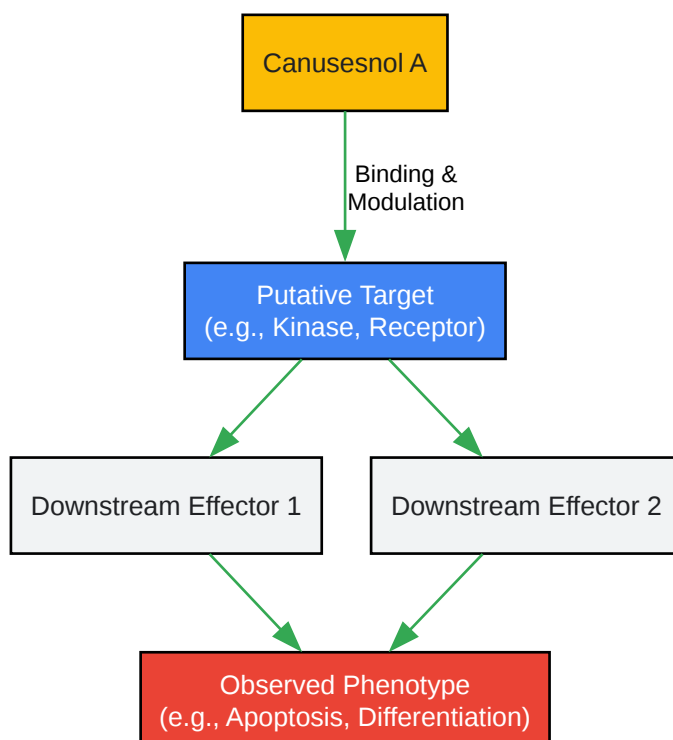 Canusesnol A
Binding &
Modulation
Putative Target
(e.g., Kinase, Receptor)
Downstream Effector 1
Downstream Effector 2
Observed Phenotype
(e.g., Apoptosis, Differentiation)